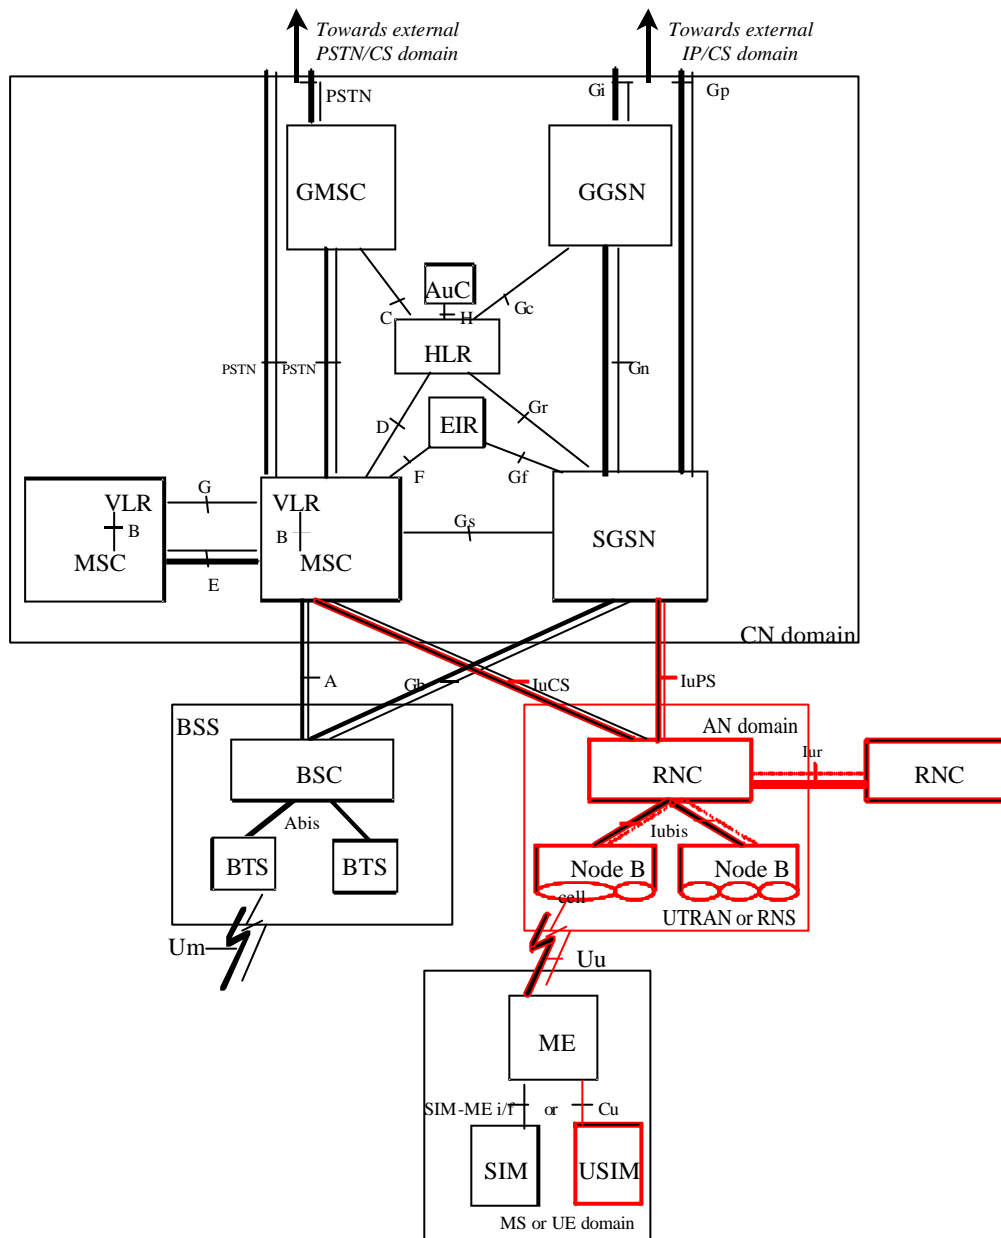 Towards external
PSTN/CS domain
Towards external
IP/CS domain
PSTN
Gi
Gp
GMSC
GGSN
AuC
C
H
Gc
HLR
PSTN
PSTN
Gn
D
EIR
Gr
F
Gf
G
VLR
B
MSC
E
VLR
B
MSC
Gs
SGSN
CN domain
A
Gb
IuCS
IuPS
BSS
AN domain
BSC
RNC
Iur
RNC
Abis
Iubis
BTS
BTS
Node B
Node B
cell
UTRAN or RNS
Um
Uu
ME
SIM-ME i/f
or
Cu
SIM
USIM
MS or UE domain